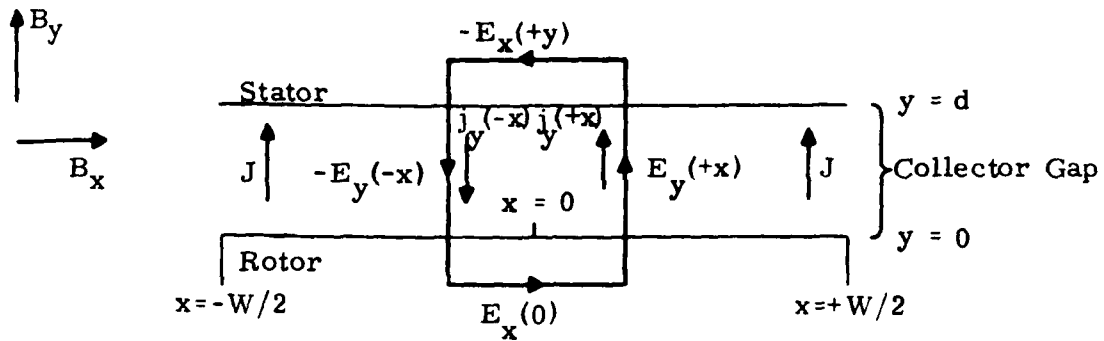 B_y
-E_x(+y)
Stator
y = d
j_y(-x) j_y(+x)
B_x
J
-E_y(-x)
E_y(+x)
J
Collector Gap
x = 0
y = 0
Rotor
x=-W/2
E_x(0)
x=+W/2